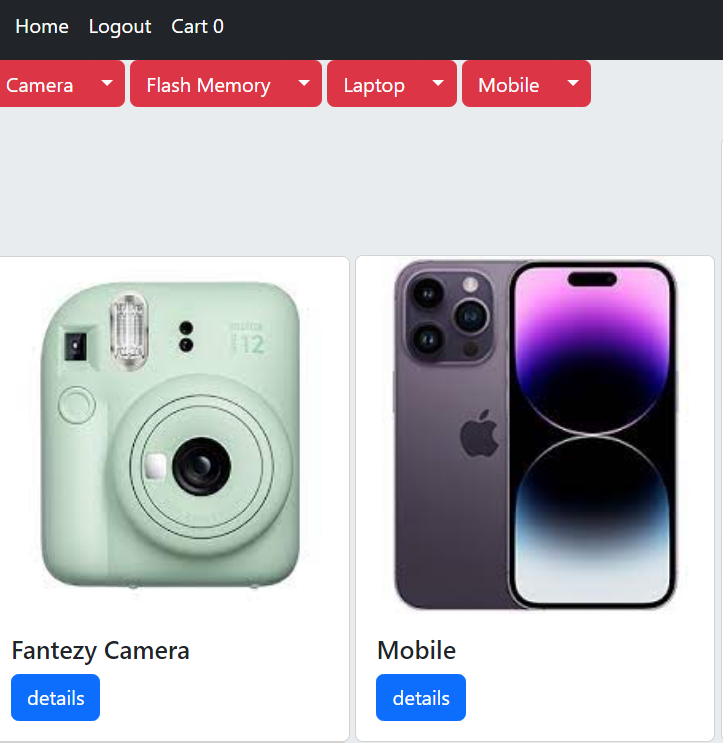 Home Logout Cart 0
Camera Flash Memory Laptop Mobile
instax
mini 12
Fantezy Camera Mobile
details details